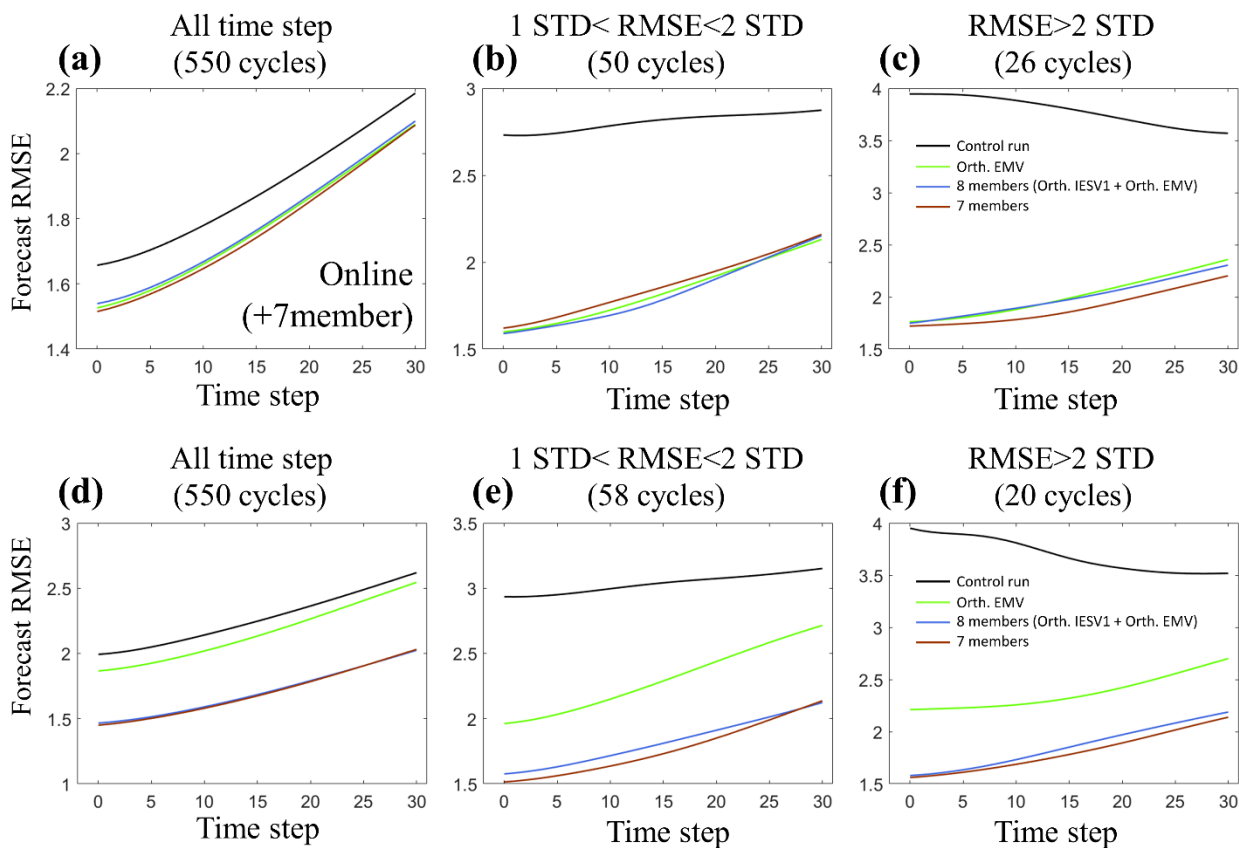 All time step
(550 cycles)
(a)
2.2
2
1.8
1.6
1.4
Forecast RMSE
Online
(+7member)
0 5 10 15 20 25 30
Time step
1 STD< RMSE<2 STD
(50 cycles)
(b)
3
2.5
2
1.5
0 5 10 15 20 25 30
Time step
RMSE>2 STD
(26 cycles)
(c)
4
3.5
3
2.5
2
1.5
Control run
Orth. EMV
8 members (Orth. IESV1 + Orth. EMV)
7 members
0 5 10 15 20 25 30
Time step
All time step
(550 cycles)
(d)
3
2.5
2
1.5
1
Forecast RMSE
0 5 10 15 20 25 30
Time step
1 STD< RMSE<2 STD
(58 cycles)
(e)
3.5
3
2.5
2
1.5
0 5 10 15 20 25 30
Time step
RMSE>2 STD
(20 cycles)
(f)
4
3.5
3
2.5
2
1.5
Control run
Orth. EMV
8 members (Orth. IESV1 + Orth. EMV)
7 members
0 5 10 15 20 25 30
Time step